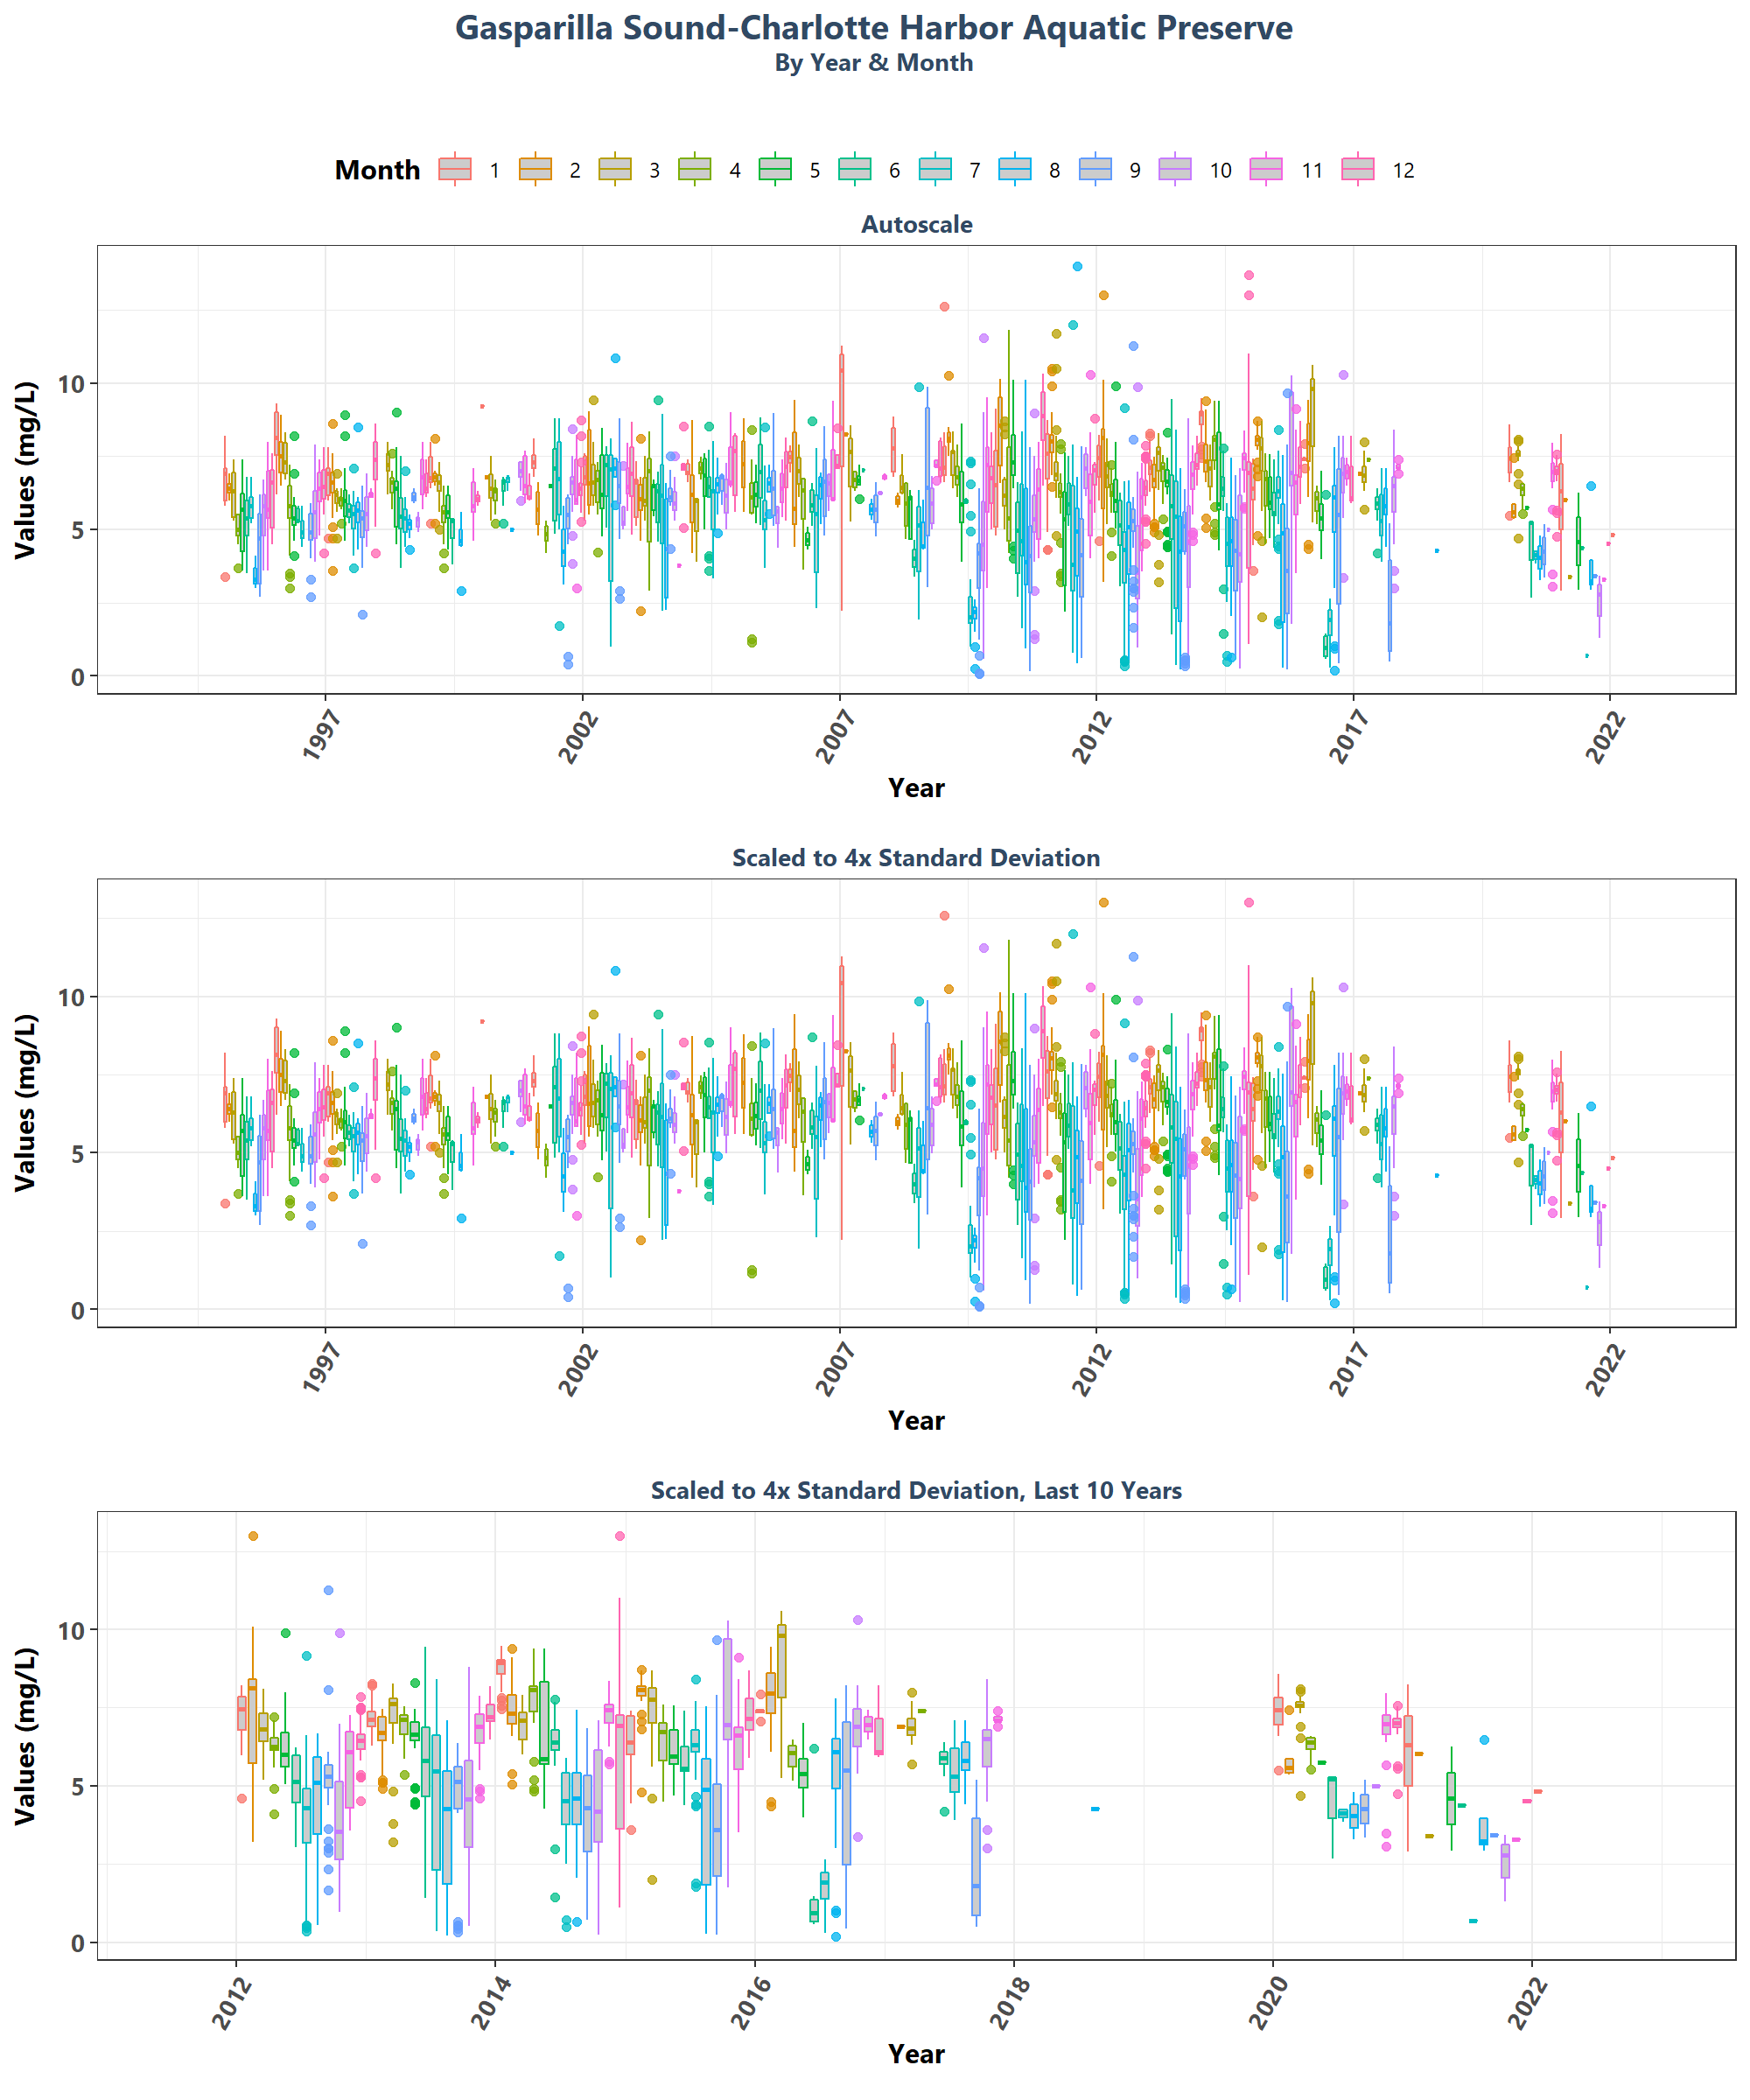 Gasparilla Sound-Charlotte Harbor Aquatic Preserve
By Year & Month
Month 1 2 3 4 5 6 7 8 9 10 11 12
Autoscale
Values (mg/L)
10
5
0
1997 2002 2007 2012 2017 2022
Year
Scaled to 4x Standard Deviation
Values (mg/L)
10
5
0
1997 2002 2007 2012 2017 2022
Year
Scaled to 4x Standard Deviation, Last 10 Years
Values (mg/L)
10
5
0
2012 2014 2016 2018 2020 2022
Year